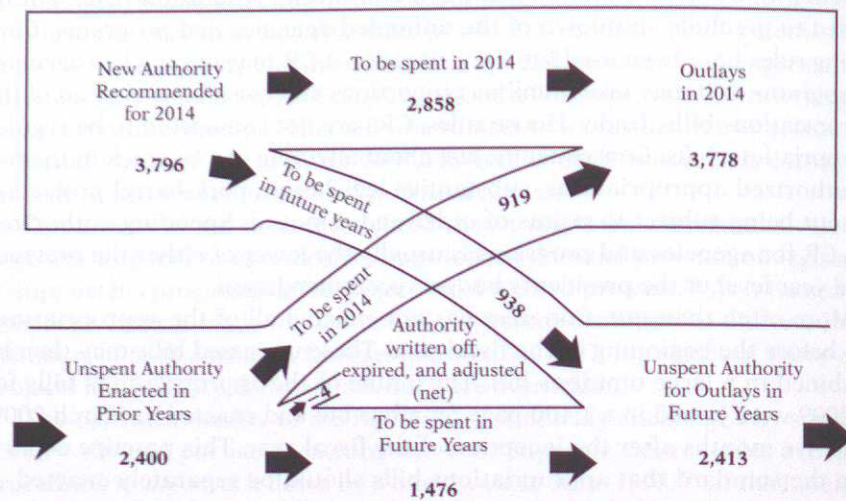 New Authority
Recommended
for 2014
3,796
To be spent in 2014
2,858
Outlays
in 2014
3,778
To be spent
in future years
919
To be spent
in 2014
938
Authority
written off,
expired, and adjusted
(net)
-4
Unspent Authority
Enacted in
Prior Years
2,400
To be spent in
Future Years
1,476
Unspent Authority
for Outlays in
Future Years
2,413